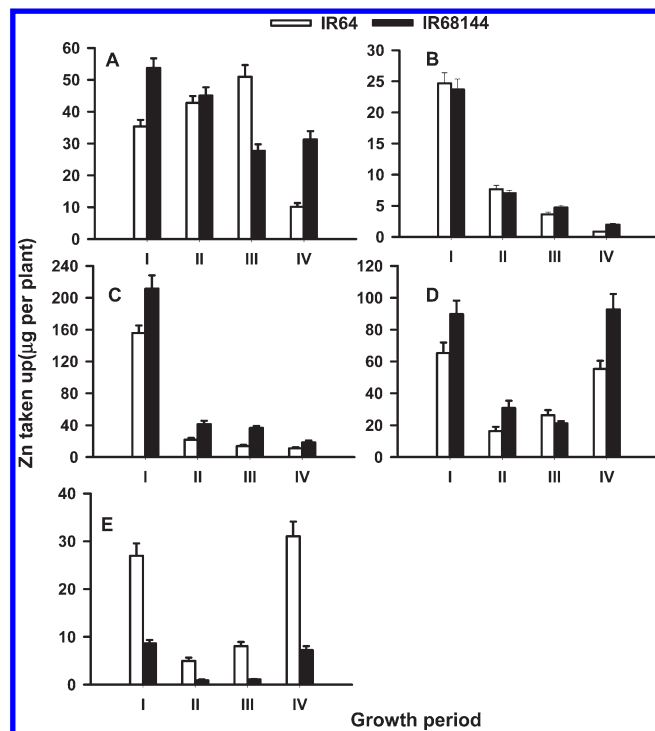 IR64 IR68144
A
60
50
40
30
20
10
0
I II III IV
B
30
25
20
15
10
5
0
I II III IV
Zn taken up(μg per plant)
C
240
200
160
120
80
40
0
I II III IV
D
120
100
80
60
40
20
0
I II III IV
E
40
30
20
10
0
I II III IV
Growth period